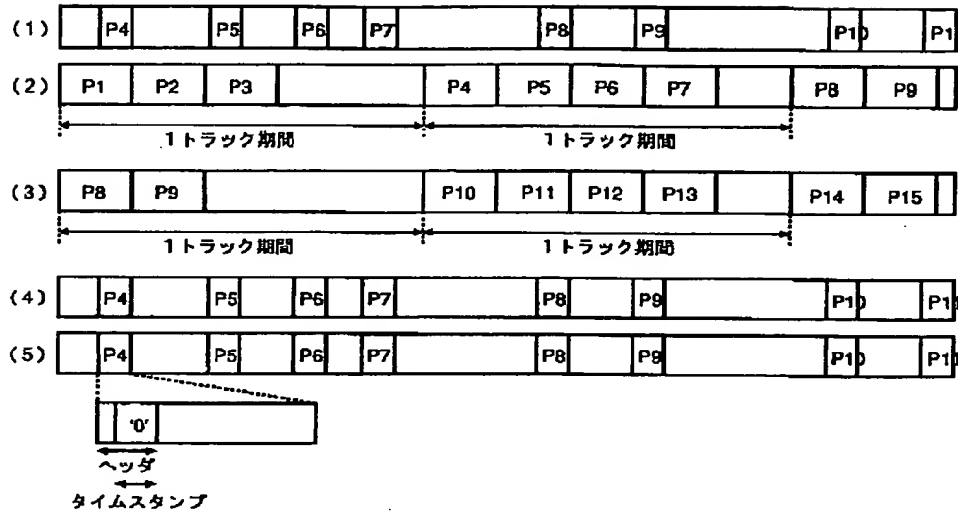 (1) P4 P5 P6 P7 P8 P9 P10 P1
(2) P1 P2 P3 P4 P5 P6 P7 P8 P9
1トラック期間 1トラック期間
(3) P8 P9 P10 P11 P12 P13 P14 P15
1トラック期間 1トラック期間
(4) P4 P5 P6 P7 P8 P9 P10 P11
(5) P4 P5 P6 P7 P8 P9 P10 P11
'0'
ヘッダ
タイムスタンプ